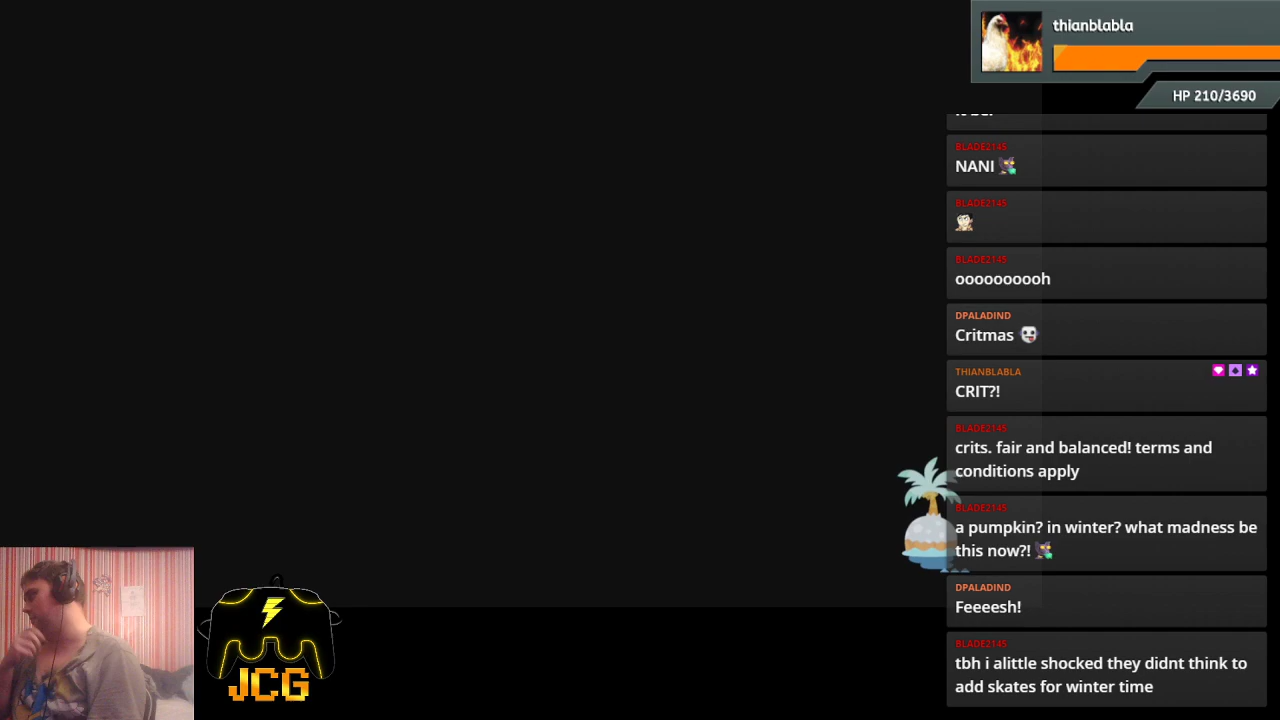 thianblabla
HP 210/3690
BLADE2145
NANI
BLADE2145
BLADE2145
oooooooooh
DPALADIND
Critmas
THIANBLABLA
CRIT?!
BLADE2145
crits. fair and balanced! terms and
conditions apply
BLADE2145
a pumpkin? in winter? what madness be
this now?!
DPALADIND
Feeeesh!
BLADE2145
tbh i alittle shocked they didnt think to
add skates for winter time
JCG